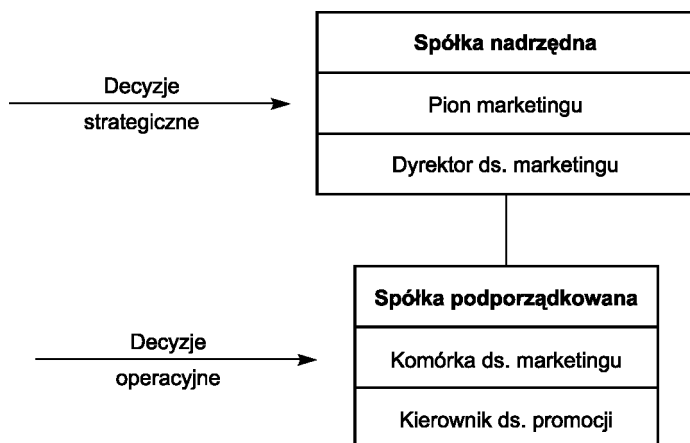 Spółka nadrzędna
Decyzje
strategiczne
Pion marketingu
Dyrektor ds. marketingu
Spółka podporządkowana
Decyzje
operacyjne
Komórka ds. marketingu
Kierownik ds. promocji